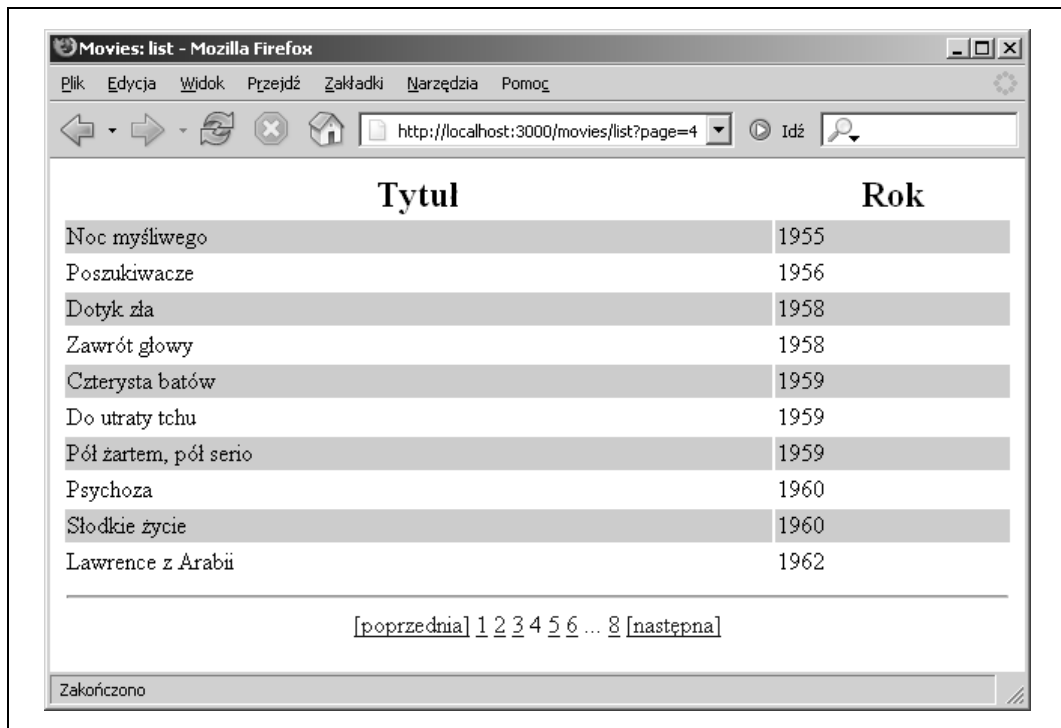 Movies: list - Mozilla Firefox
Plik Edycja Widok Przejdź Zakładki Narzędzia Pomoc
http://localhost:3000/movies/list?page=4 Idź
Tytuł Rok
Noc myśliwego 1955
Poszukiwacze 1956
Dotyk zła 1958
Zawrót głowy 1958
Czterysta batów 1959
Do utraty tchu 1959
Pół żartem, pół serio 1959
Psychoza 1960
Słodkie życie 1960
Lawrence z Arabii 1962
[poprzednia] 1 2 3 4 5 6 ... 8 [następna]
Zakończono